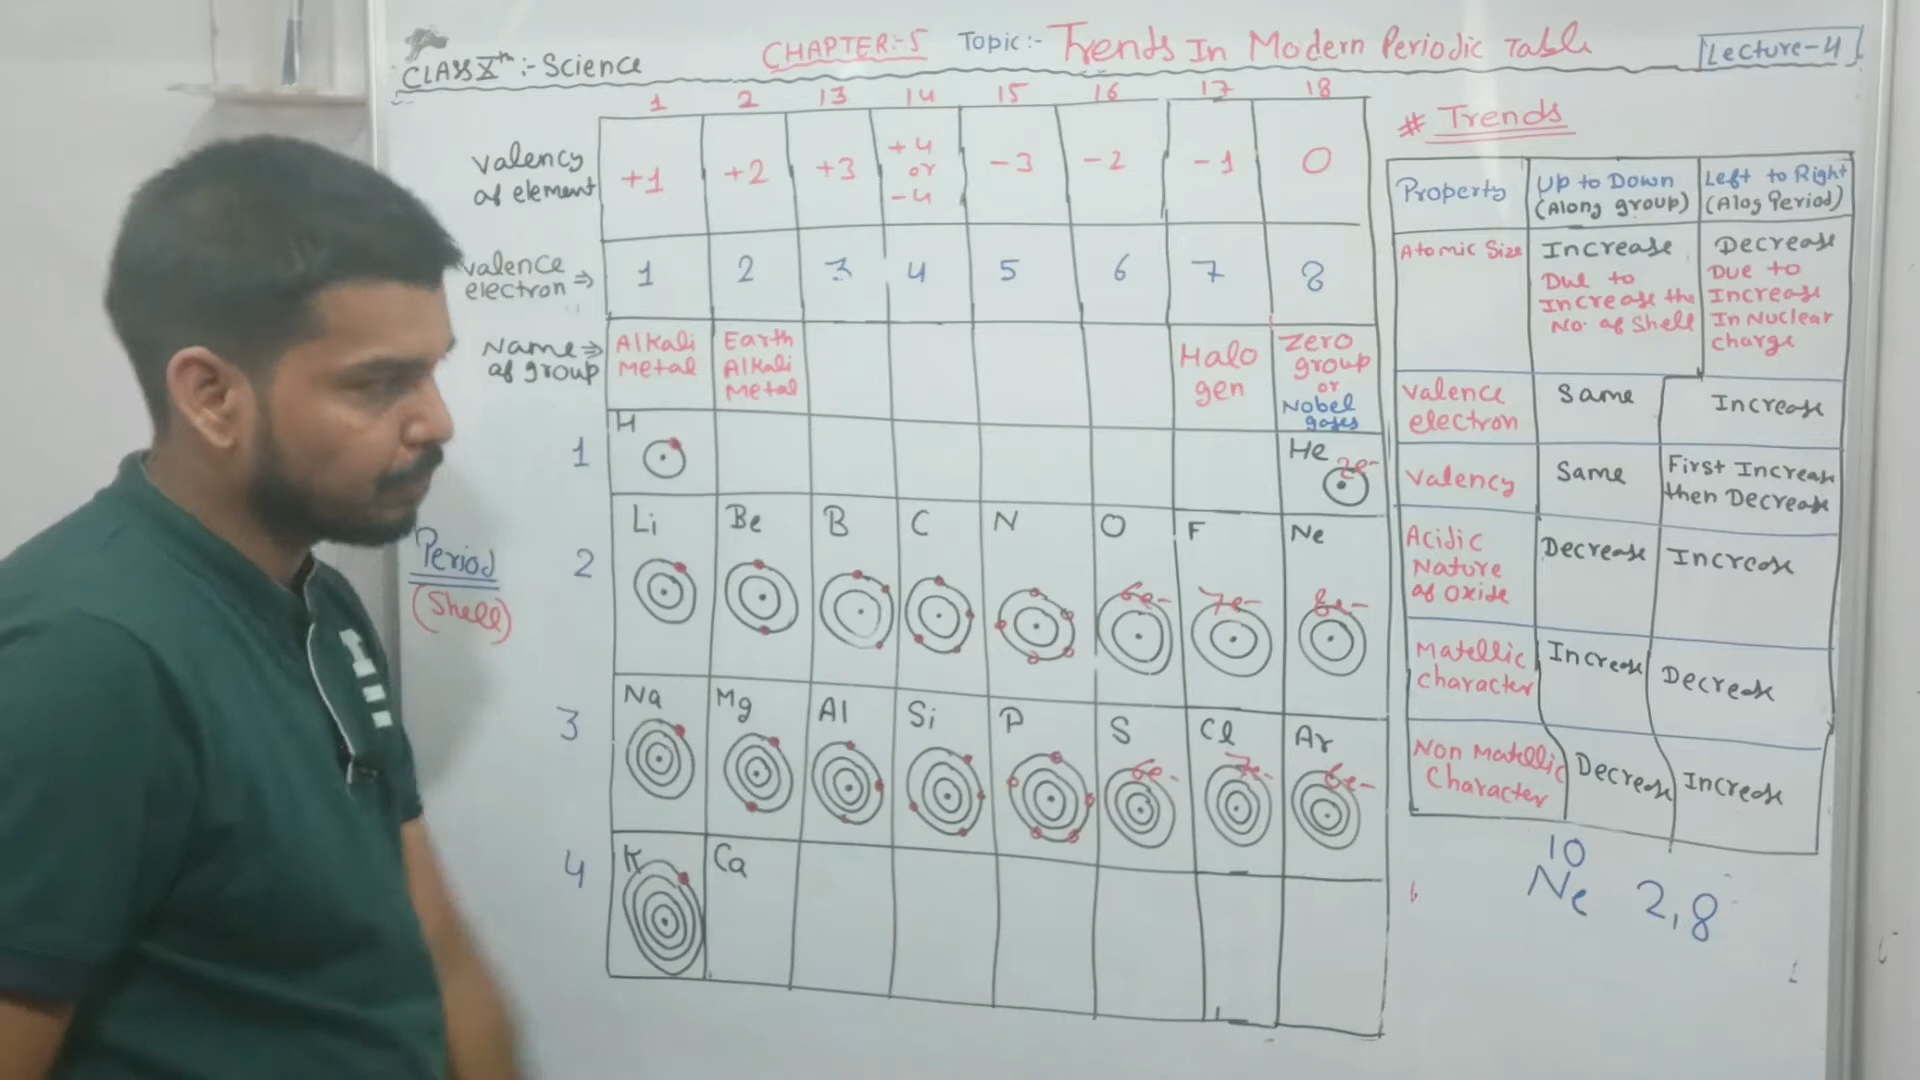 CLASS Xth :- Science
CHAPTER:-5 Topic:- Trends In Modern Periodic Table
Lecture-4
1 2 13 14 15 16 17 18
valency of element
+1 +2 +3 +4 or -4 -3 -2 -1 0
valence electron ⇒ 1 2 3 4 5 6 7 8
Name ⇒ of group
Alkali Metal
Earth Alkali Metal
Halo gen
Zero group or Nobel gases
Period
(Shell)
1 H He 2e-
2 Li Be B C N O F Ne
6e- 7e- 8e-
3 Na Mg Al Si P S Cl Ar
6e- 7e- 8e-
4 K Ca
# Trends
Property
Up to Down (Along group)
Left to Right (Alog Period)
Atomic Size
Increase Due to Increase the No. of Shell
Decrease Due to Increase In Nuclear charge
Valence electron Same Increase
Valency Same First Increase then Decrease
Acidic Nature of Oxide Decrease Increase
Matellic character Increase Decrease
Non Matellic Character Decrease Increase
10
Ne 2,8